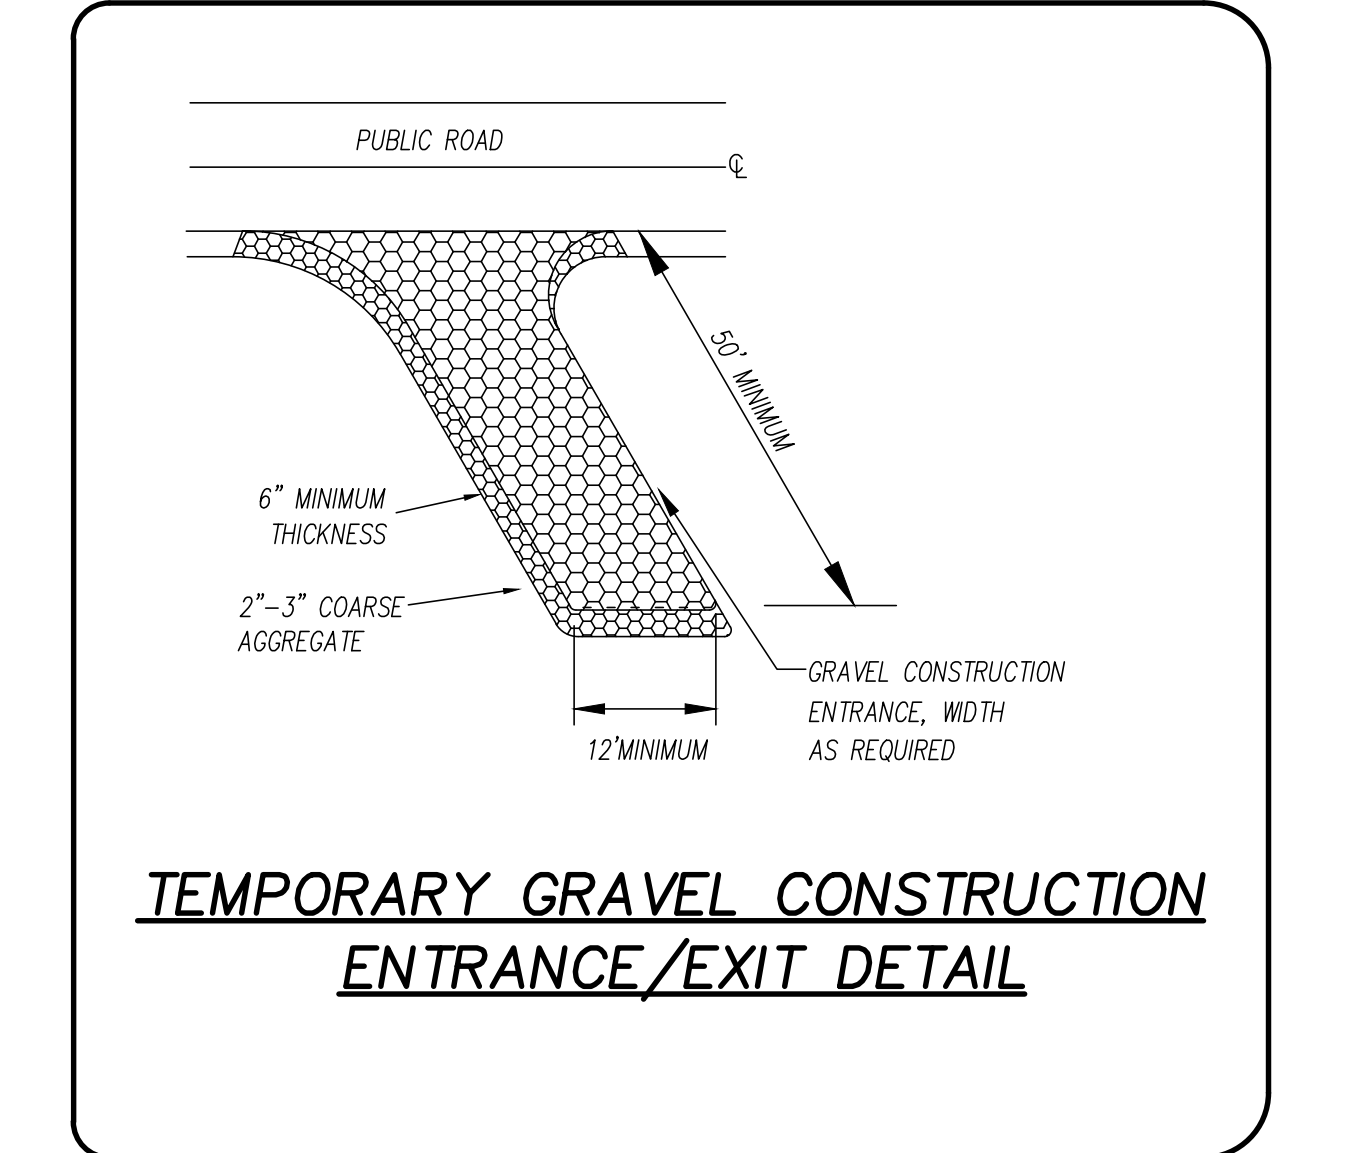 PUBLIC ROAD
℄
50' MINIMUM
6" MINIMUM
THICKNESS
2"-3" COARSE
AGGREGATE
GRAVEL CONSTRUCTION
ENTRANCE, WIDTH
AS REQUIRED
12'MINIMUM
TEMPORARY GRAVEL CONSTRUCTION
ENTRANCE/EXIT DETAIL